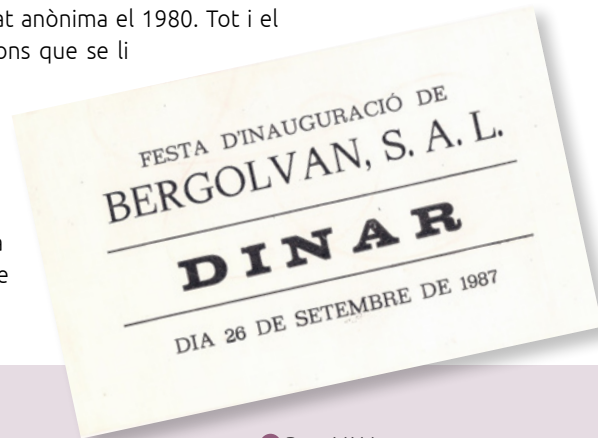 at anònima el 1980. Tot i el
ons que se li
e
FESTA D'INAUGURACIÓ DE
BERGOLVAN, S. A. L.
DINAR
DIA 26 DE SETEMBRE DE 1987